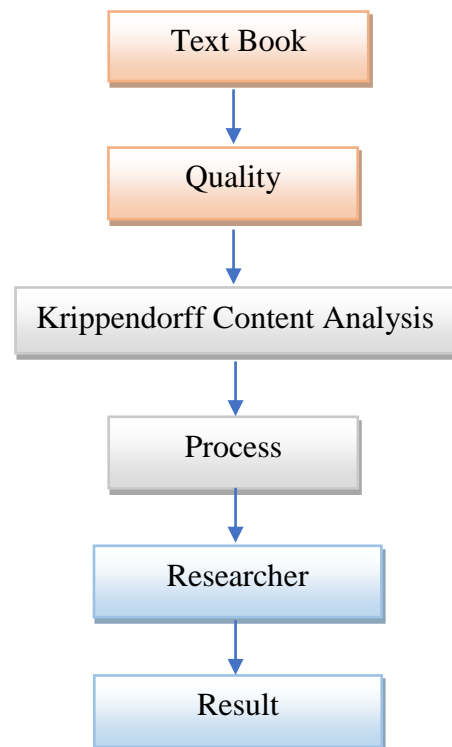 Text Book
Quality
Krippendorff Content Analysis
Process
Researcher
Result